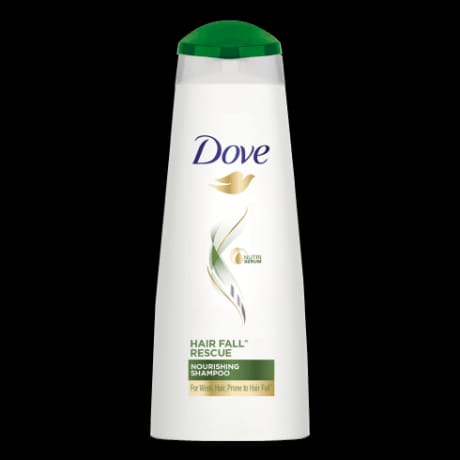 Dove
NUTRI
SERUM
HAIR FALL^
RESCUE
NOURISHING
SHAMPOO
For Weak Hair, Prone to Hair Fall^